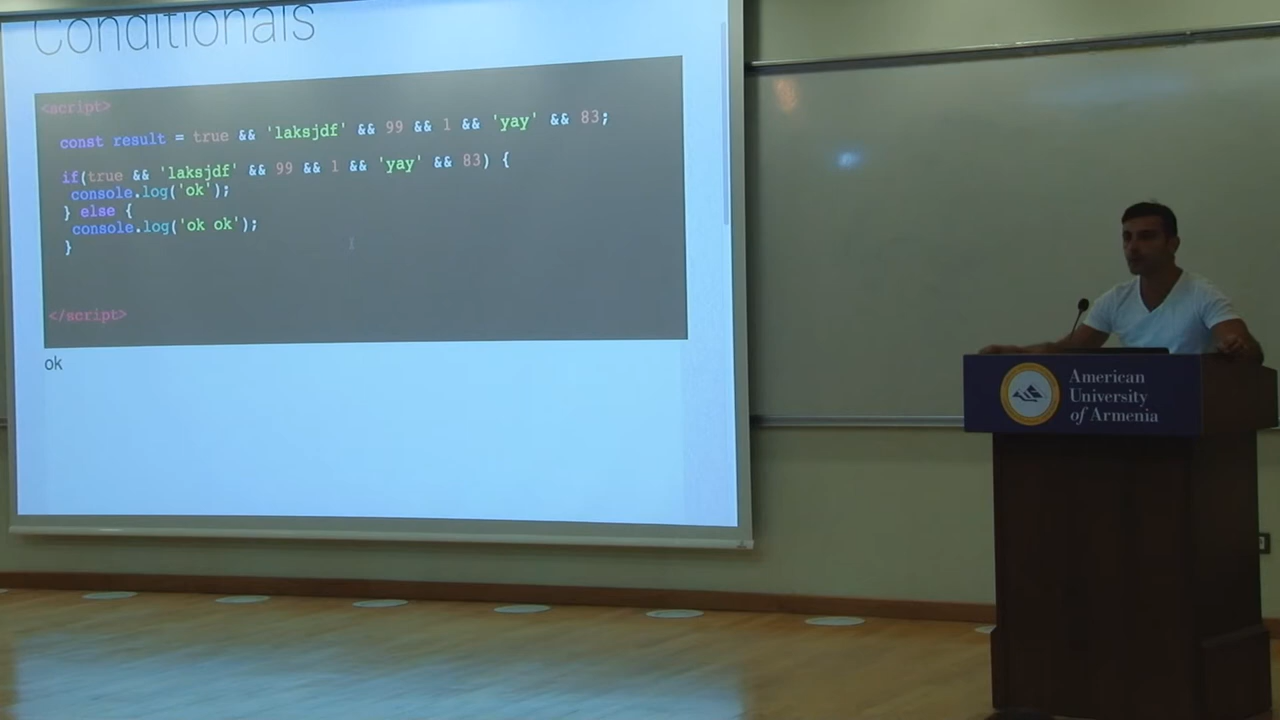 Conditionals
<script>
const result = true && 'laksjdf' && 99 && 1 && 'yay' && 83;
if(true && 'laksjdf' && 99 && 1 && 'yay' && 83) {
console.log('ok');
} else {
console.log('ok ok');
}
</script>
ok
American
University
of Armenia